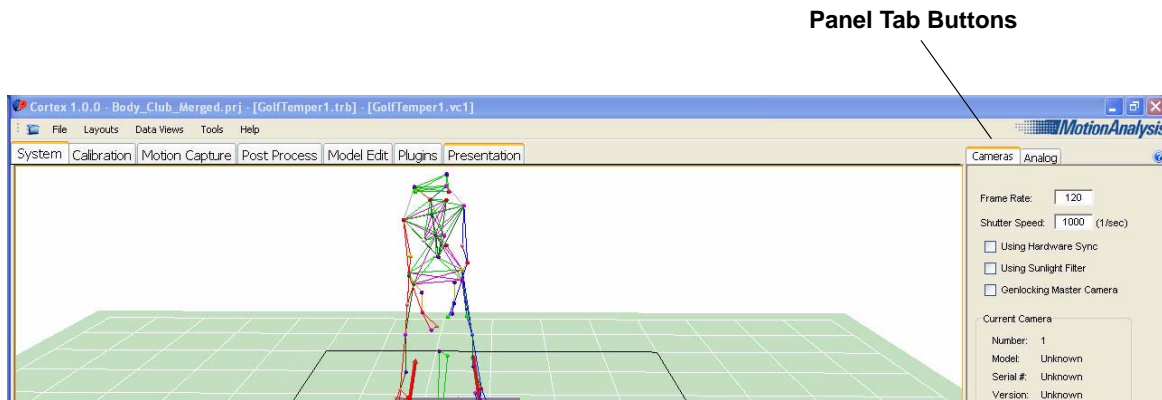 Panel Tab Buttons
Cortex 1.0.0 - Body_Club_Merged.prj - [GolfTemper1.trb] - [GolfTemper1.vc1]
File Layouts Data Views Tools Help
MotionAnalysis
System Calibration Motion Capture Post Process Model Edit Plugins Presentation
Cameras Analog
Frame Rate: 120
Shutter Speed: 1000 (1/sec)
Using Hardware Sync
Using Sunlight Filter
Genlocking Master Camera
Current Camera
Number: 1
Model: Unknown
Serial #: Unknown
Version: Unknown